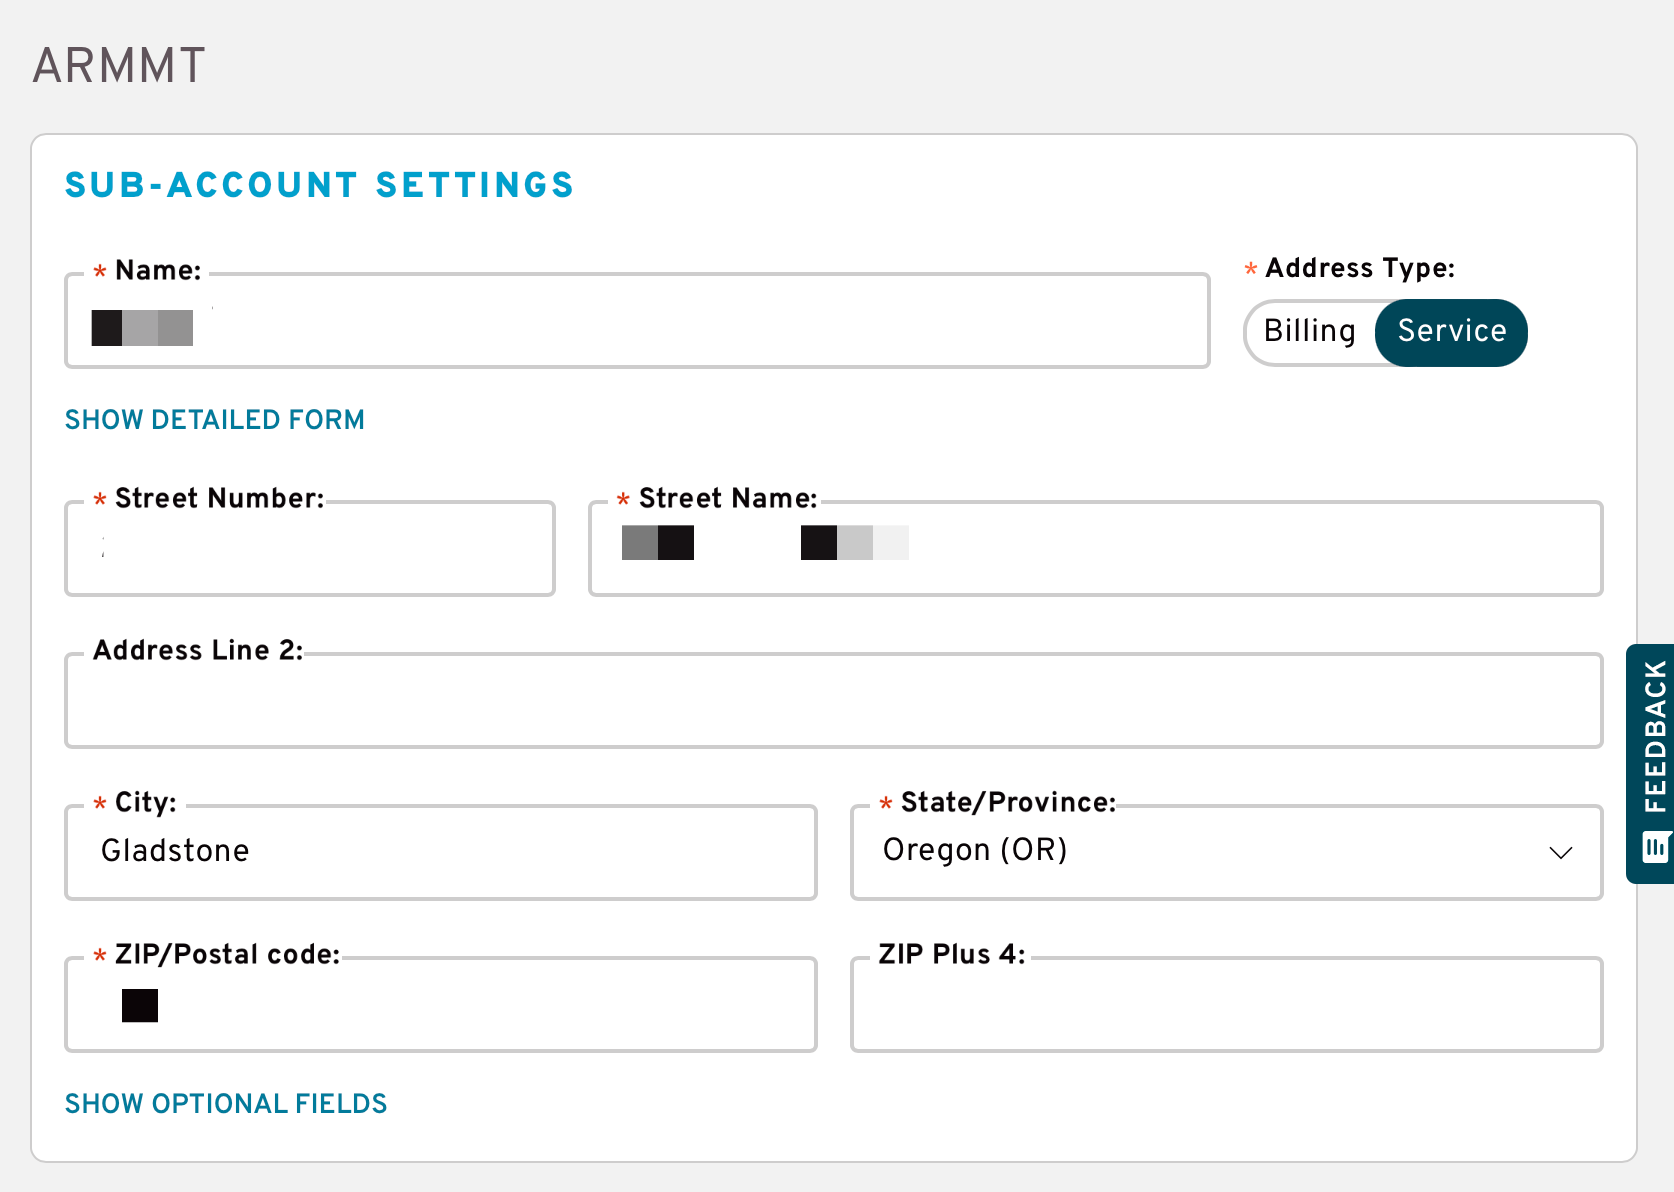 ARMMT
SUB-ACCOUNT SETTINGS
* Name:
* Address Type:
Billing Service
SHOW DETAILED FORM
* Street Number: * Street Name:
Address Line 2:
* City: * State/Province:
Gladstone Oregon (OR)
FEEDBACK
* ZIP/Postal code: ZIP Plus 4:
SHOW OPTIONAL FIELDS